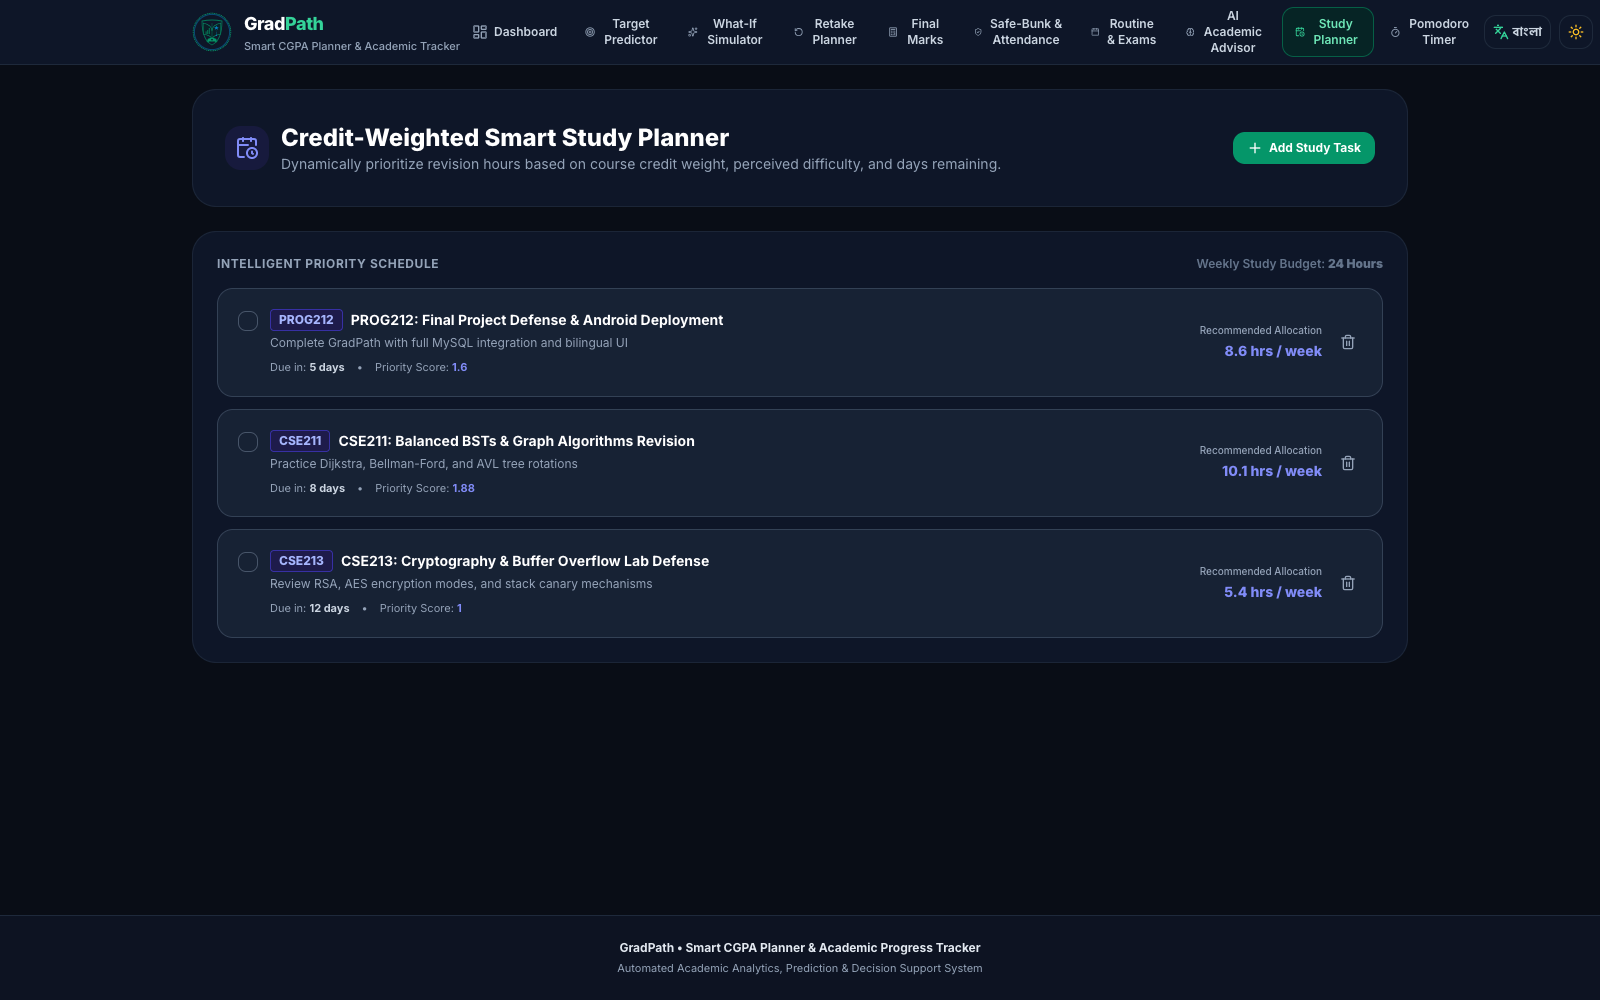 GradPath
Smart CGPA Planner & Academic Tracker
Dashboard
Target
Predictor
What-If
Simulator
Retake
Planner
Final
Marks
Safe-Bunk &
Attendance
Routine
& Exams
AI
Academic
Advisor
Study
Planner
Pomodoro
Timer
বাংলা
Credit-Weighted Smart Study Planner
Dynamically prioritize revision hours based on course credit weight, perceived difficulty, and days remaining.
Add Study Task
INTELLIGENT PRIORITY SCHEDULE
Weekly Study Budget: 24 Hours
PROG212 PROG212: Final Project Defense & Android Deployment
Complete GradPath with full MySQL integration and bilingual UI
Due in: 5 days • Priority Score: 1.6
Recommended Allocation
8.6 hrs / week
CSE211 CSE211: Balanced BSTs & Graph Algorithms Revision
Practice Dijkstra, Bellman-Ford, and AVL tree rotations
Due in: 8 days • Priority Score: 1.88
Recommended Allocation
10.1 hrs / week
CSE213 CSE213: Cryptography & Buffer Overflow Lab Defense
Review RSA, AES encryption modes, and stack canary mechanisms
Due in: 12 days • Priority Score: 1
Recommended Allocation
5.4 hrs / week
GradPath • Smart CGPA Planner & Academic Progress Tracker
Automated Academic Analytics, Prediction & Decision Support System